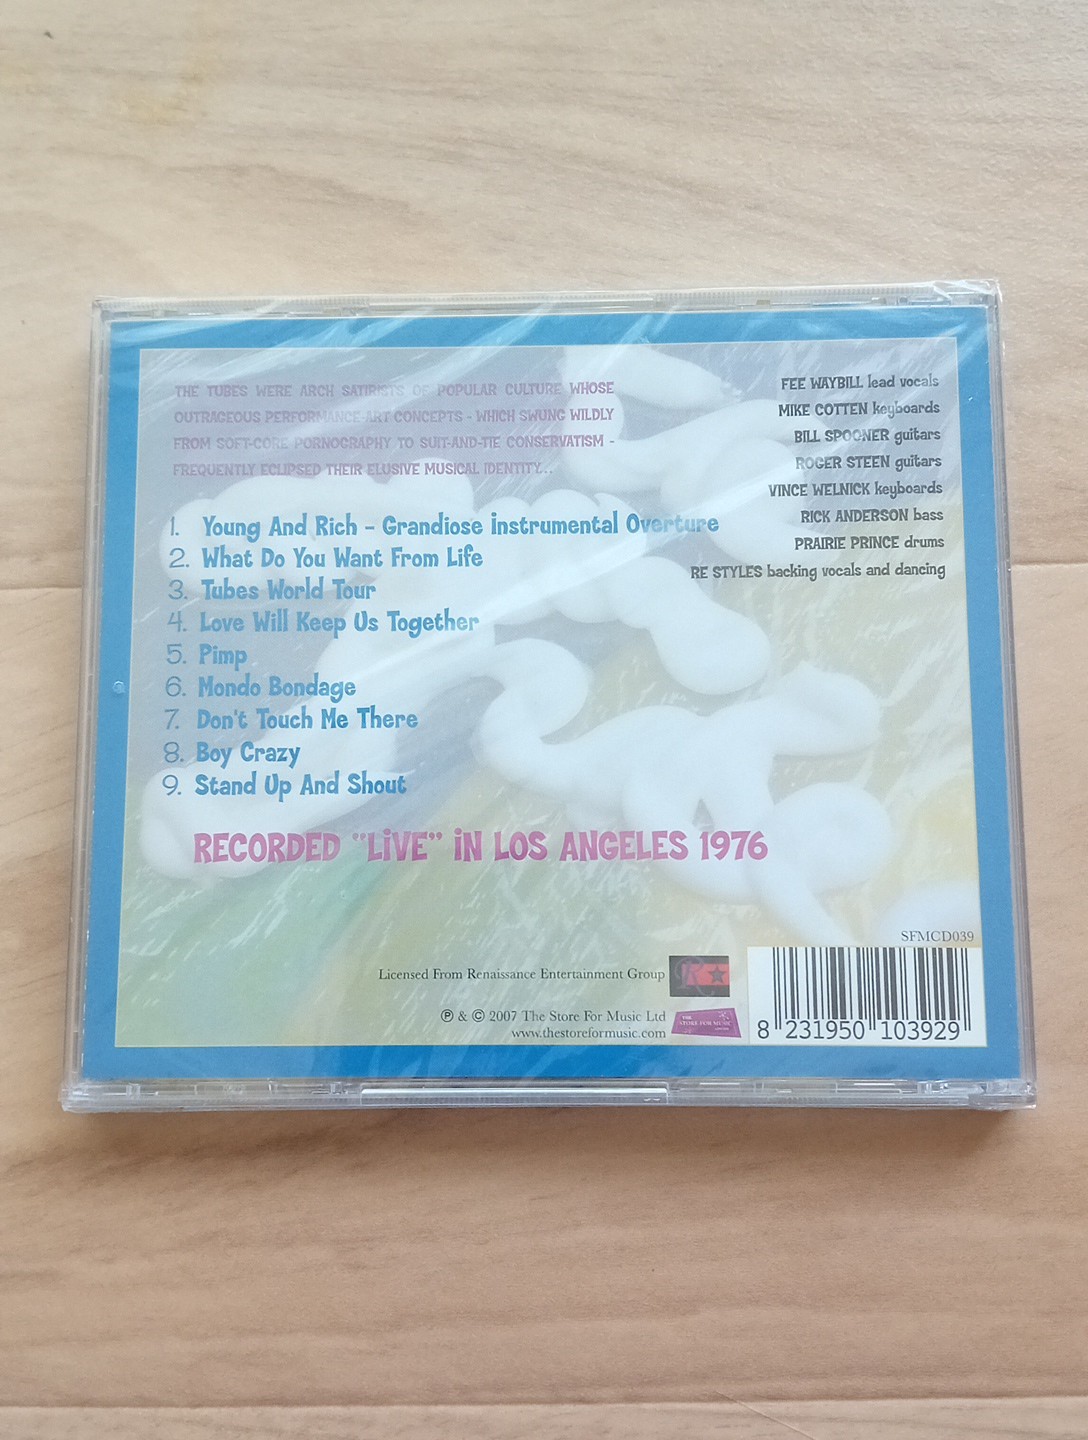 THE TUBES WERE ARCH SATIRISTS OF POPULAR CULTURE WHOSE
OUTRAGEOUS PERFORMANCE-ART CONCEPTS - WHICH SWUNG WILDLY
FROM SOFT-CORE PORNOGRAPHY TO SUIT-AND-TIE CONSERVATISM -
FREQUENTLY ECLIPSED THEIR ELUSIVE MUSICAL IDENTITY...
FEE WAYBILL lead vocals
MIKE COTTEN keyboards
BILL SPOONER guitars
ROGER STEEN guitars
VINCE WELNICK keyboards
RICK ANDERSON bass
PRAIRIE PRINCE drums
RE STYLES backing vocals and dancing
1. Young And Rich - Grandiose instrumental Overture
2. What Do You Want From Life
3. Tubes World Tour
4. Love Will Keep Us Together
5. Pimp
6. Mondo Bondage
7. Don't Touch Me There
8. Boy Crazy
9. Stand Up And Shout
RECORDED "LiVE" iN LOS ANGELES 1976
SFMCD039
Licensed From Renaissance Entertainment Group
R
℗ & © 2007 The Store For Music Ltd
www.thestoreformusic.com
THE
STORE FOR MUSIC
8 231950 103929